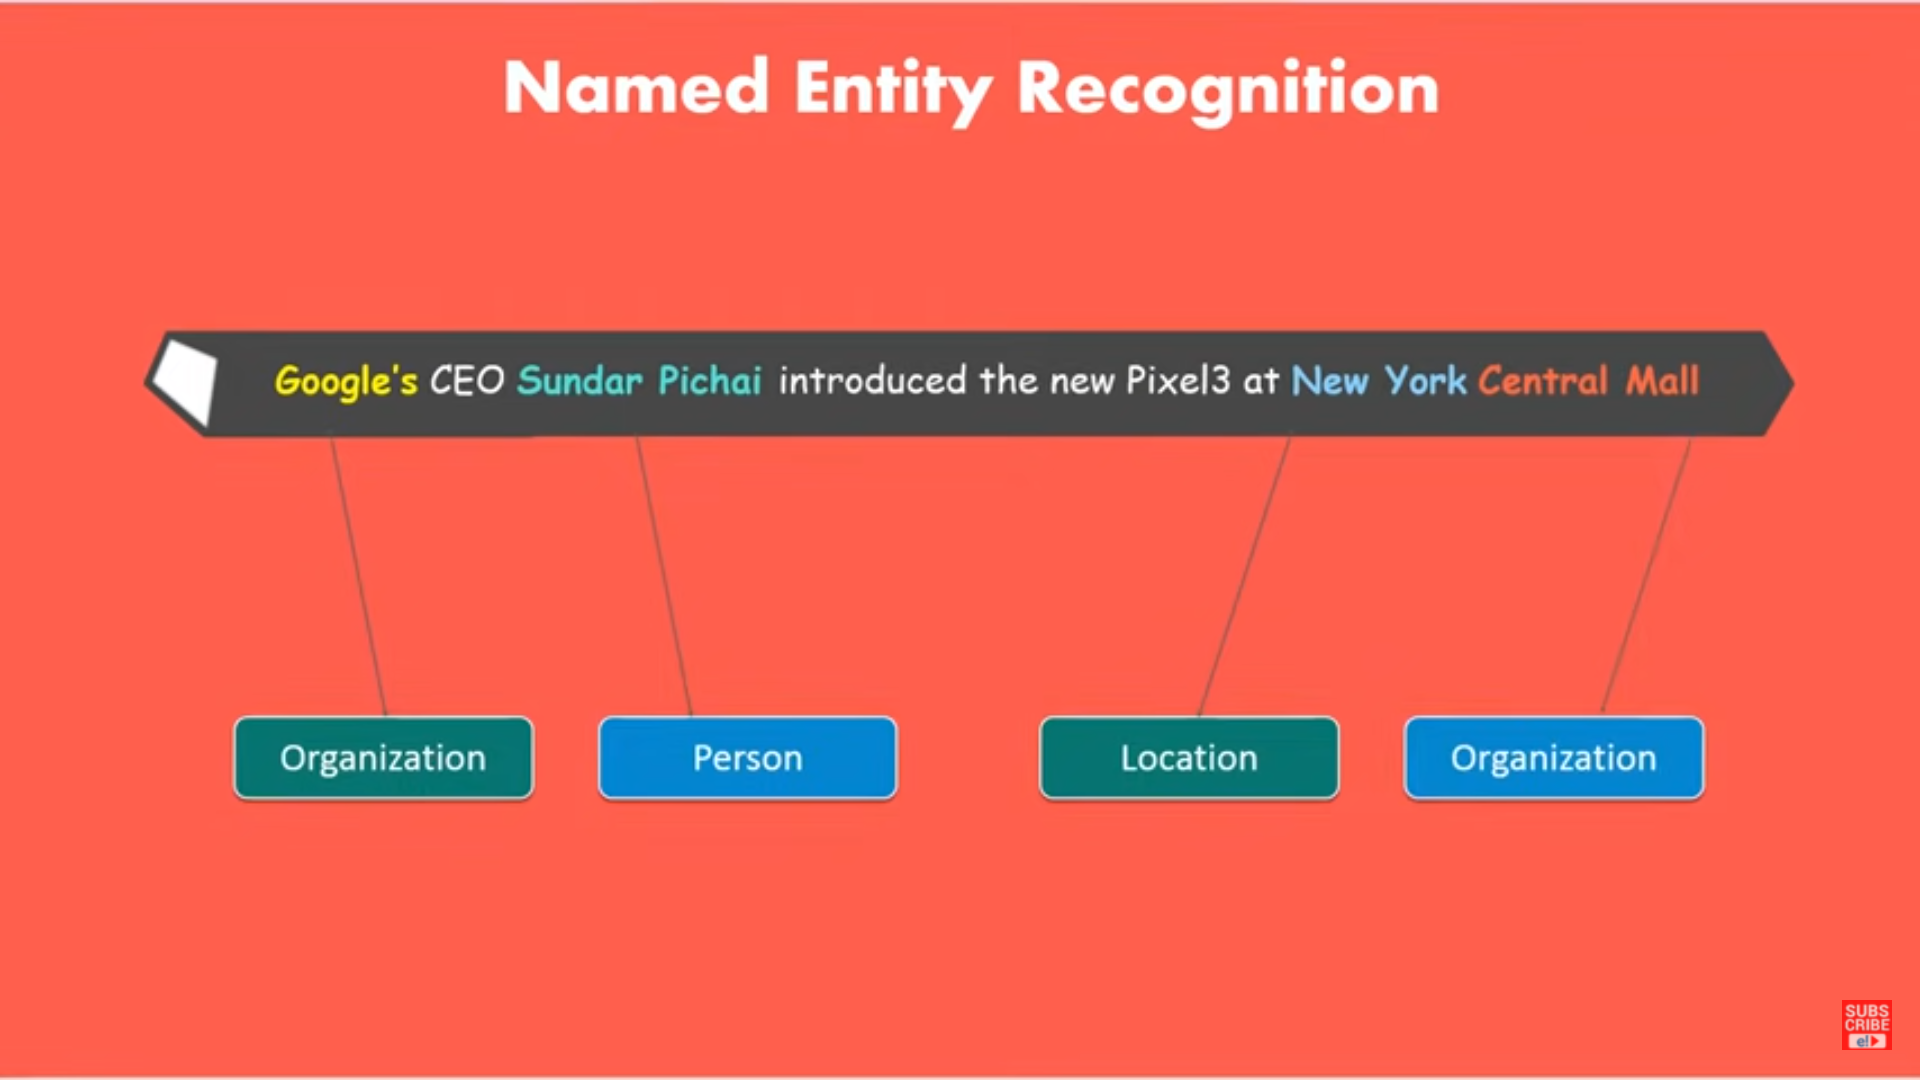 Named Entity Recognition
Google's CEO Sundar Pichai introduced the new Pixel3 at New York Central Mall
Organization
Person
Location
Organization
SUBS
CRIBE
e!